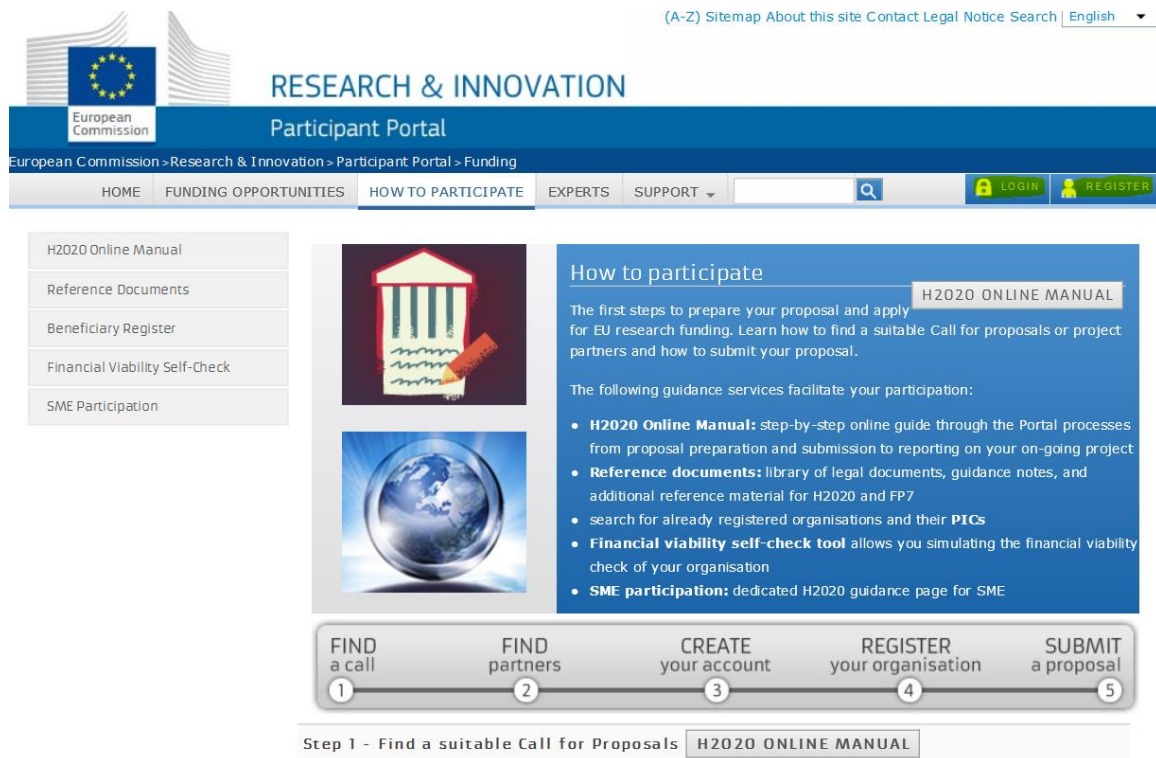 (A-Z) Sitemap About this site Contact Legal Notice Search | English
RESEARCH & INNOVATION
European
Commission
Participant Portal
European Commission > Research & Innovation > Participant Portal > Funding
HOME FUNDING OPPORTUNITIES HOW TO PARTICIPATE EXPERTS SUPPORT LOGIN REGISTER
H2020 Online Manual
Reference Documents
Beneficiary Register
Financial Viability Self-Check
SME Participation
How to participate
H2020 ONLINE MANUAL
The first steps to prepare your proposal and apply
for EU research funding. Learn how to find a suitable Call for proposals or project
partners and how to submit your proposal.
The following guidance services facilitate your participation:
• H2020 Online Manual: step-by-step online guide through the Portal processes
from proposal preparation and submission to reporting on your on-going project
• Reference documents: library of legal documents, guidance notes, and
additional reference material for H2020 and FP7
• search for already registered organisations and their PICs
• Financial viability self-check tool allows you simulating the financial viability
check of your organisation
• SME participation: dedicated H2020 guidance page for SME
FIND FIND CREATE REGISTER SUBMIT
a call partners your account your organisation a proposal
1 2 3 4 5
Step 1 - Find a suitable Call for Proposals H2020 ONLINE MANUAL